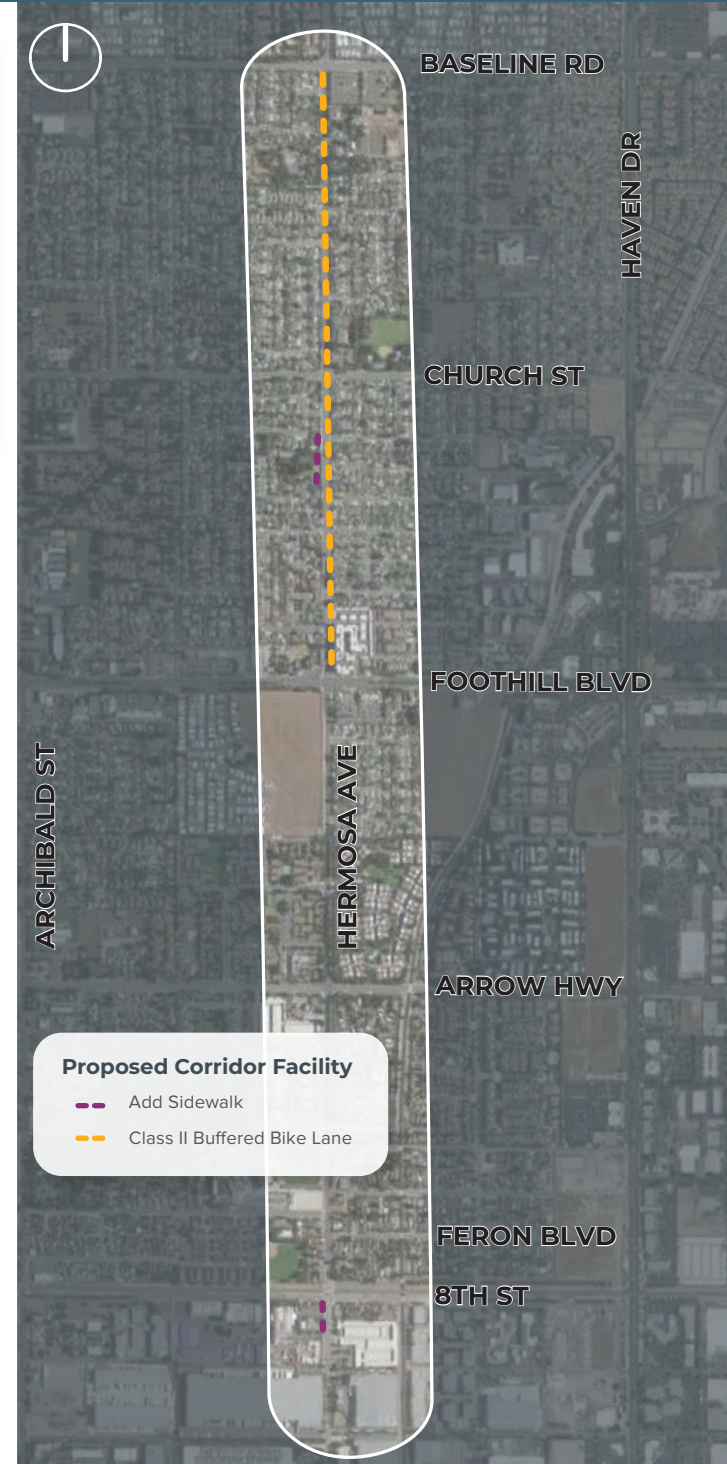 BASELINE RD
HAVEN DR
CHURCH ST
FOOTHILL BLVD
ARCHIBALD ST
HERMOSA AVE
ARROW HWY
Proposed Corridor Facility
Add Sidewalk
Class II Buffered Bike Lane
FERON BLVD
8TH ST